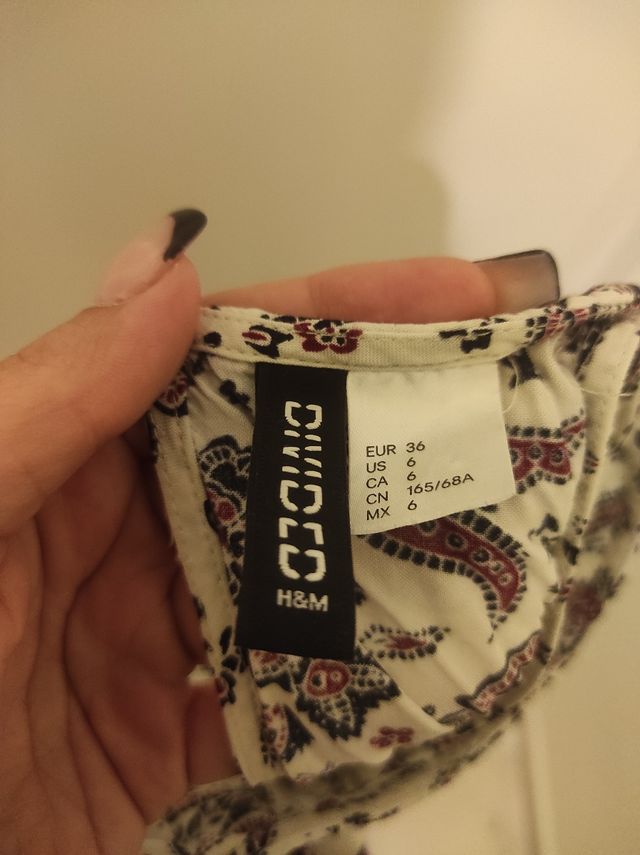 DIVIDED
H&M
EUR 36
US 6
CA 6
CN 165/68A
MX 6